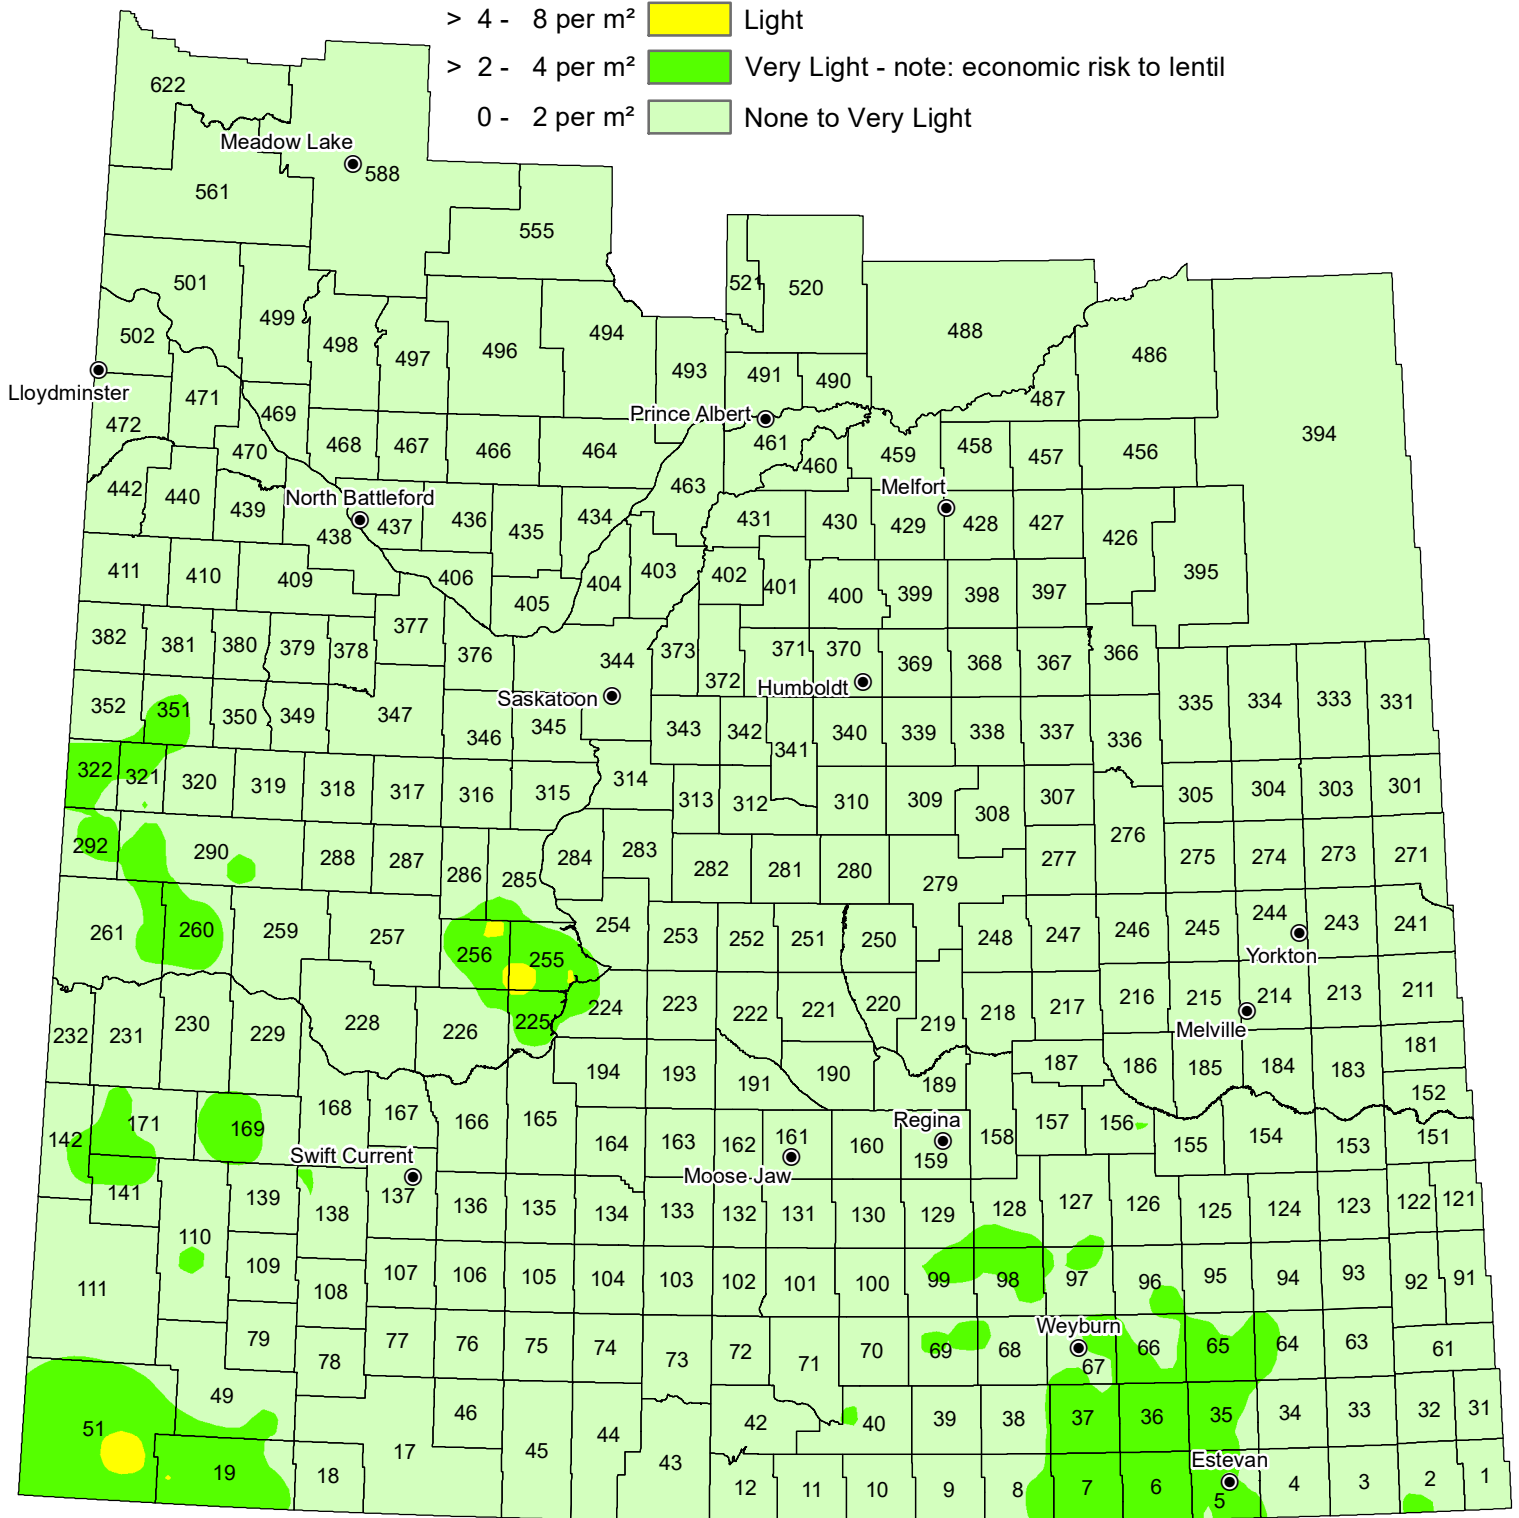 > 4 - 8 per m² Light
> 2 - 4 per m² Very Light - note: economic risk to lentil
0 - 2 per m² None to Very Light
622
Meadow Lake
588
561
555
501
521 520
499
502
498 497 496 494 488 486
Lloydminster
493 491 490
471 469 487
472
Prince Albert
470 468 467 466 464 461 460 459 458 457 456 394
463
Melfort
442 440 439
North Battleford
438 437 436 435 434 431 430 429 428 427 426
411 410 409 406 405 404 403 402 401 400 399 398 397 395
382 381 380 379 378 377 376 344 373 372 371 370 369 368 367 366
Saskatoon
Humboldt
352 351 350 349 347 346 345 343 342 341 340 339 338 337 336 335 334 333 331
322 321 320 319 318 317 316 315 314 313 312 310 309 308 307 305 304 303 301
292 290 288 287 286 285 284 283 282 281 280 279 277 276 275 274 273 271
261 260 259 257 256 255 254 253 252 251 250 248 247 246 245 244 243 241
Yorkton
232 231 230 229 228 226 225 224 223 222 221 220 219 218 217 216 215 214 213 211
Melville
194 193 191 190 189 187 186 185 184 183 181
152
142 171 169 168 167 166 165 164 163 162 161 160 159 158 157 156 155 154 153 151
Regina
Swift Current
Moose Jaw
141 139 138 137 136 135 134 133 132 131 130 129 128 127 126 125 124 123 122 121
111 110 109 108 107 106 105 104 103 102 101 100 99 98 97 96 95 94 93 92 91
Weyburn
79 78 77 76 75 74 73 72 71 70 69 68 67 66 65 64 63 61
51 49 46 45 44 43 42 40 39 38 37 36 35 34 33 32 31
Estevan
19 18 17 12 11 10 9 8 7 6 5 4 3 2 1